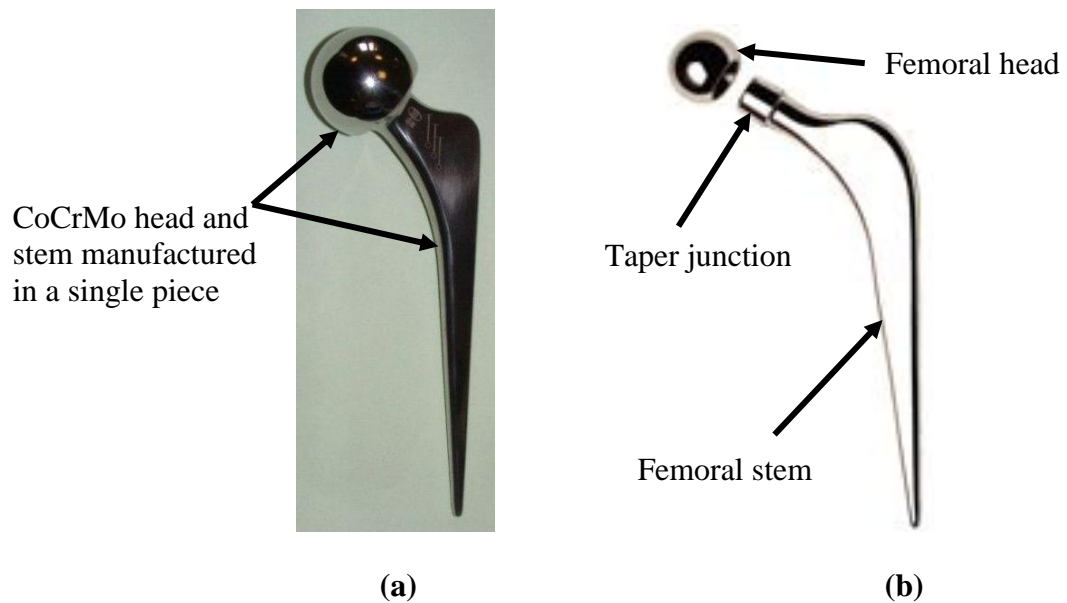 Femoral head
CoCrMo head and
stem manufactured
in a single piece
Taper junction
Femoral stem
(a)
(b)